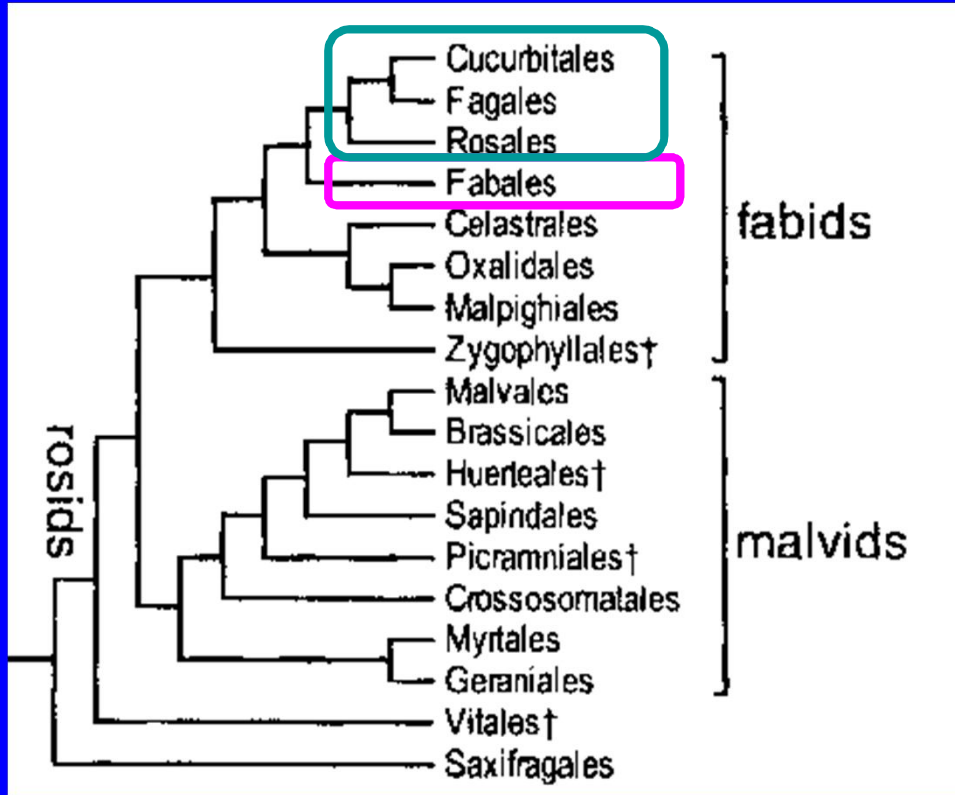 Cucurbitales
Fagales
Rosales
Fabales
Celastrales
Oxalidales
Malpighiales
Zygophyllales†
fabids
Malvales
Brassicales
Huerteales†
Sapindales
Picramniales†
Crossosomatales
Myrtales
Geraniales
malvids
Vitales†
Saxifragales
rosids